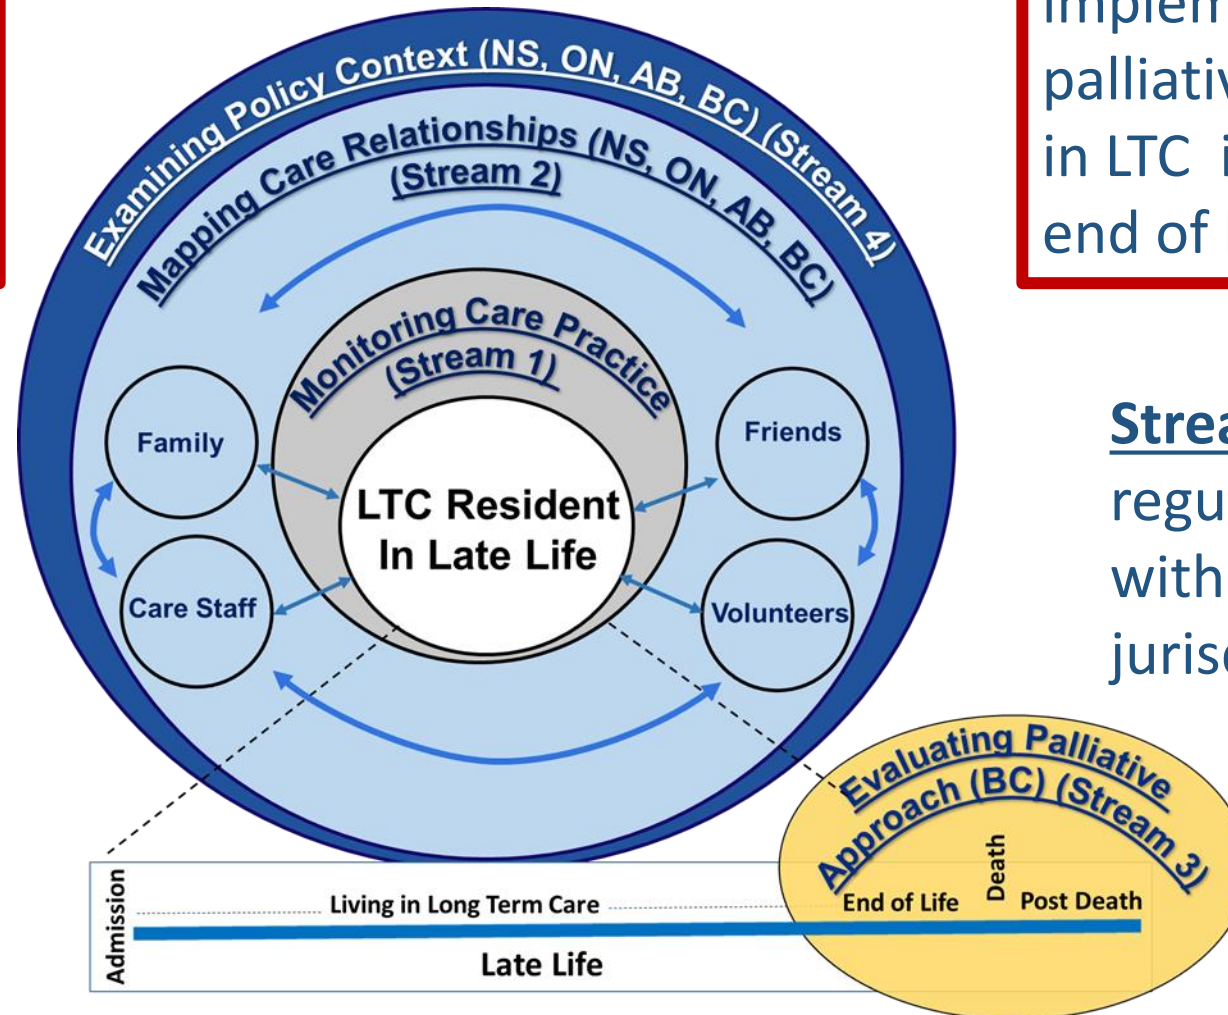 Examining Policy Context (NS, ON, AB, BC) (Stream 4)
Mapping Care Relationships (NS, ON, AB, BC)
(Stream 2)
Monitoring Care Practice
(Stream 1)
Family
Friends
LTC Resident
In Late Life
Care Staff
Volunteers
palliativ
in LTC i
end of
Strea
regu
with
jurisd
Evaluating Palliative
Approach (BC) (Stream 3)
Admission
Living in Long Term Care
End of Life
Death
Post Death
Late Life